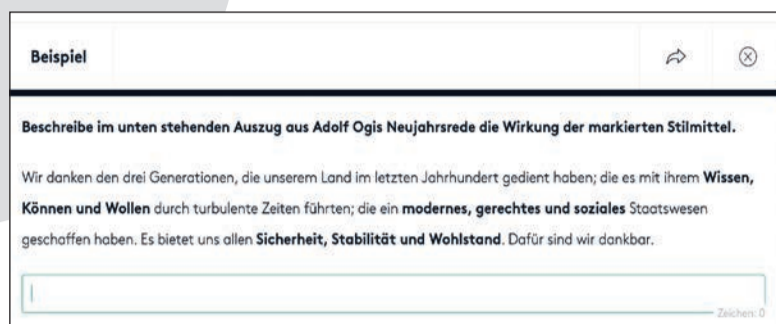 Beispiel
Beschreibe im unten stehenden Auszug aus Adolf Ogis Neujahrsrede die Wirkung der markierten Stilmittel.
Wir danken den drei Generationen, die unserem Land im letzten Jahrhundert gedient haben; die es mit ihrem Wissen,
Können und Wollen durch turbulente Zeiten führten; die ein modernes, gerechtes und soziales Staatswesen
geschaffen haben. Es bietet uns allen Sicherheit, Stabilität und Wohlstand. Dafür sind wir dankbar.
Zeichen: 0